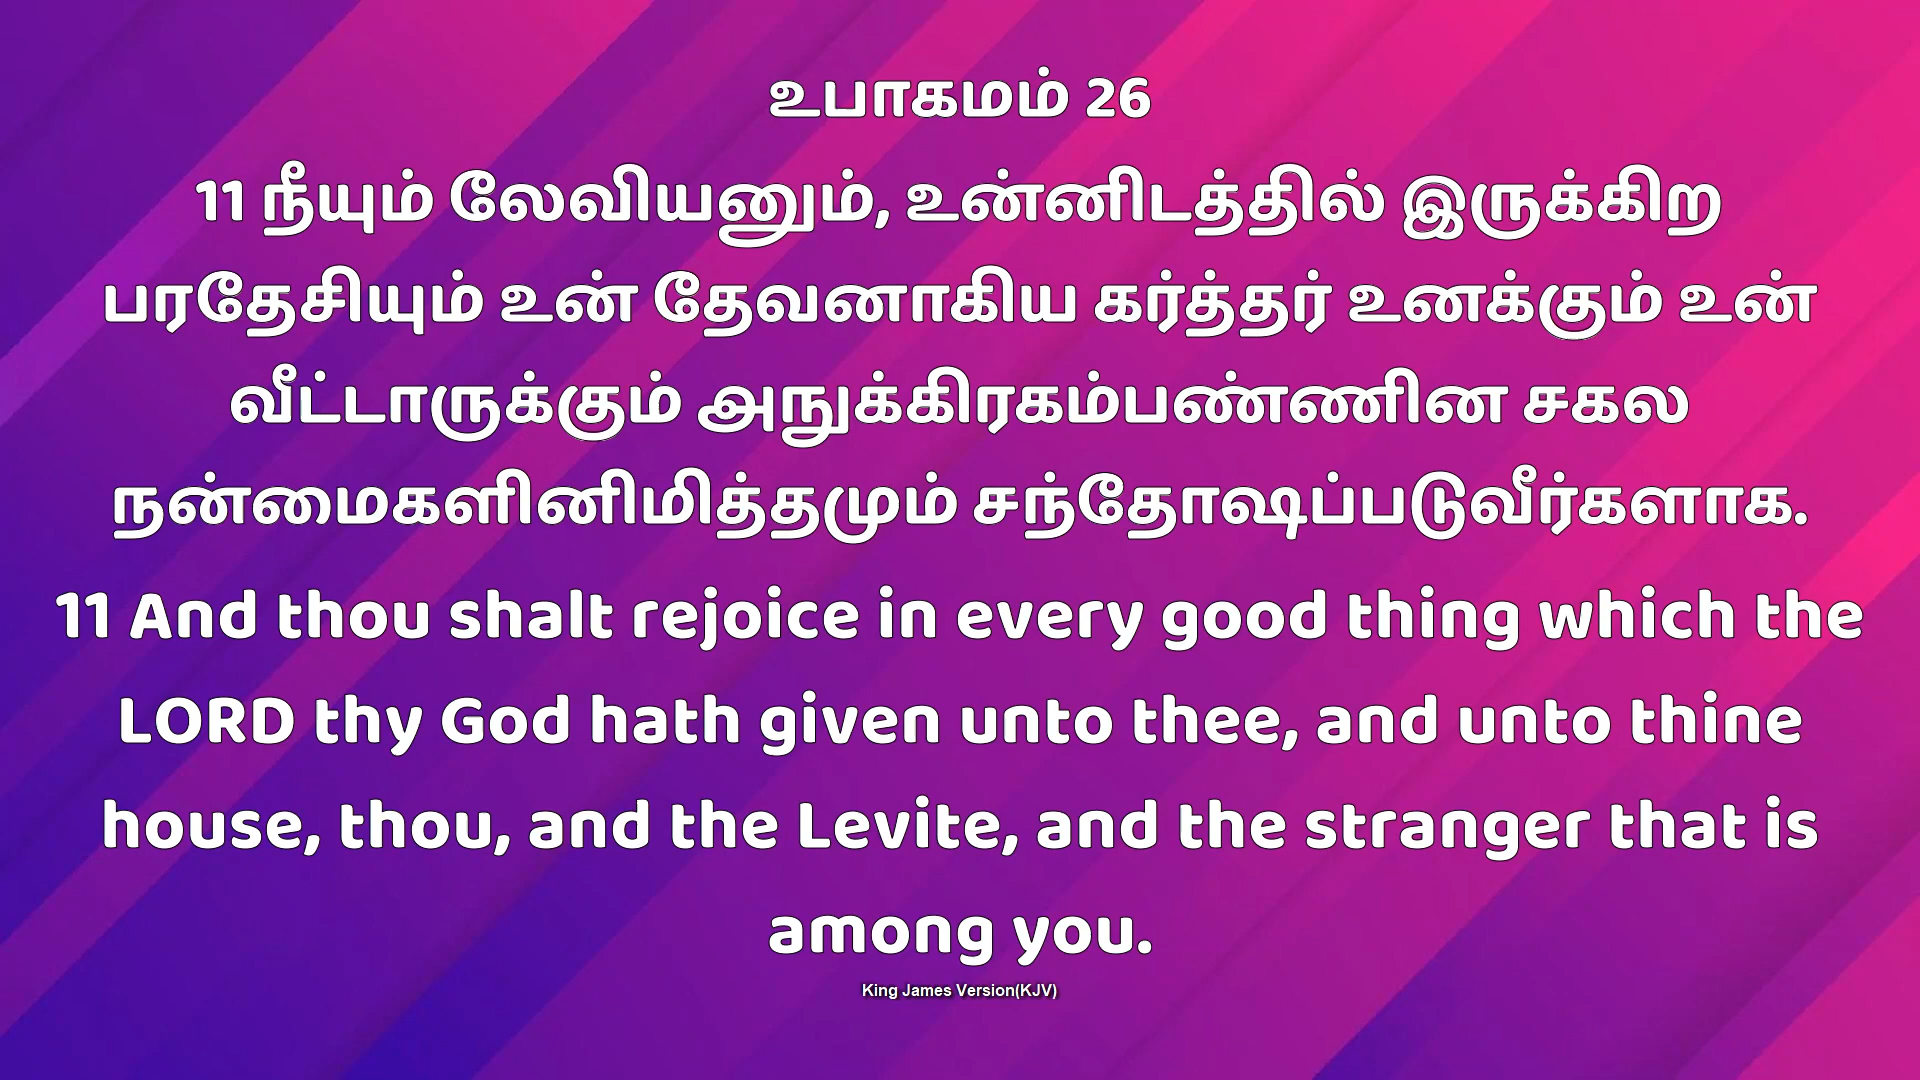 உபாகமம் 26
11 நீயும் லேவியனும், உன்னிடத்தில் இருக்கிற
பரதேசியும் உன் தேவனாகிய கர்த்தர் உனக்கும் உன்
வீட்டாருக்கும் அநுக்கிரகம்பண்ணின சகல
நன்மைகளினிமித்தமும் சந்தோஷப்படுவீர்களாக.
11 And thou shalt rejoice in every good thing which the
LORD thy God hath given unto thee, and unto thine
house, thou, and the Levite, and the stranger that is
among you.
King James Version(KJV)